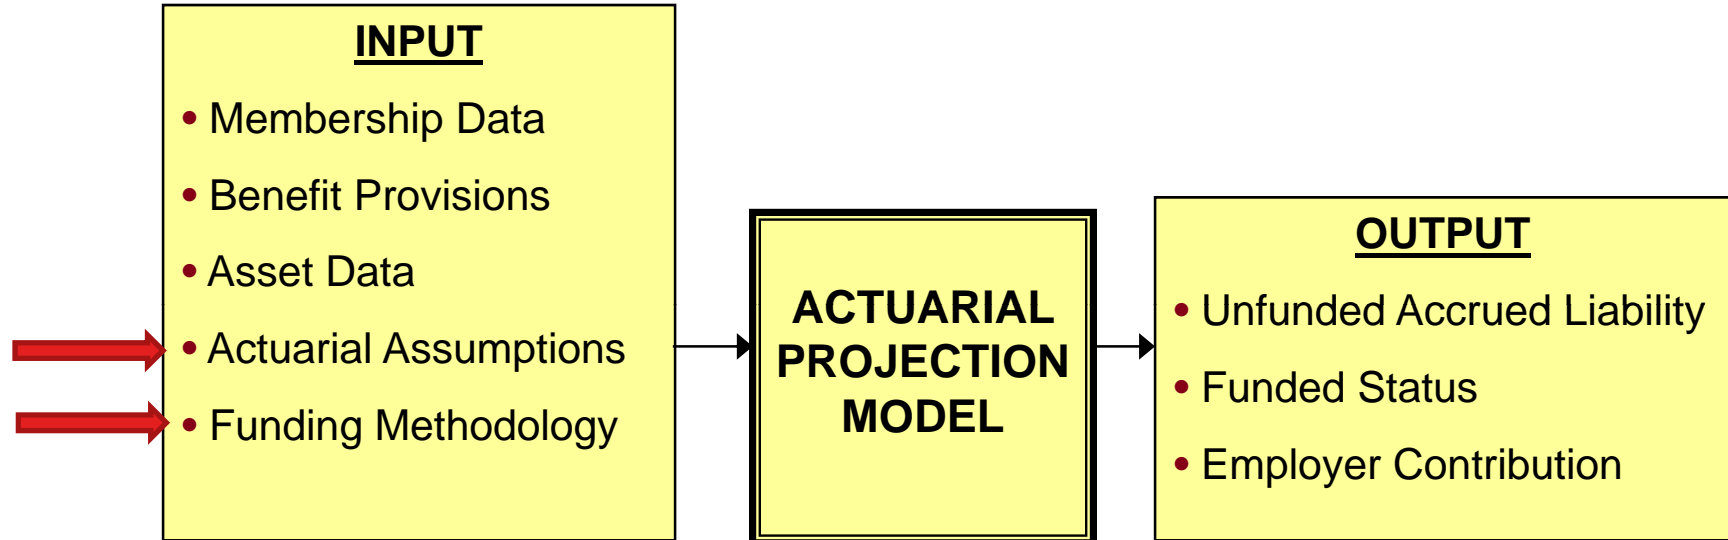 INPUT
• Membership Data
• Benefit Provisions
• Asset Data
• Actuarial Assumptions
• Funding Methodology
ACTUARIAL
PROJECTION
MODEL
OUTPUT
• Unfunded Accrued Liability
• Funded Status
• Employer Contribution